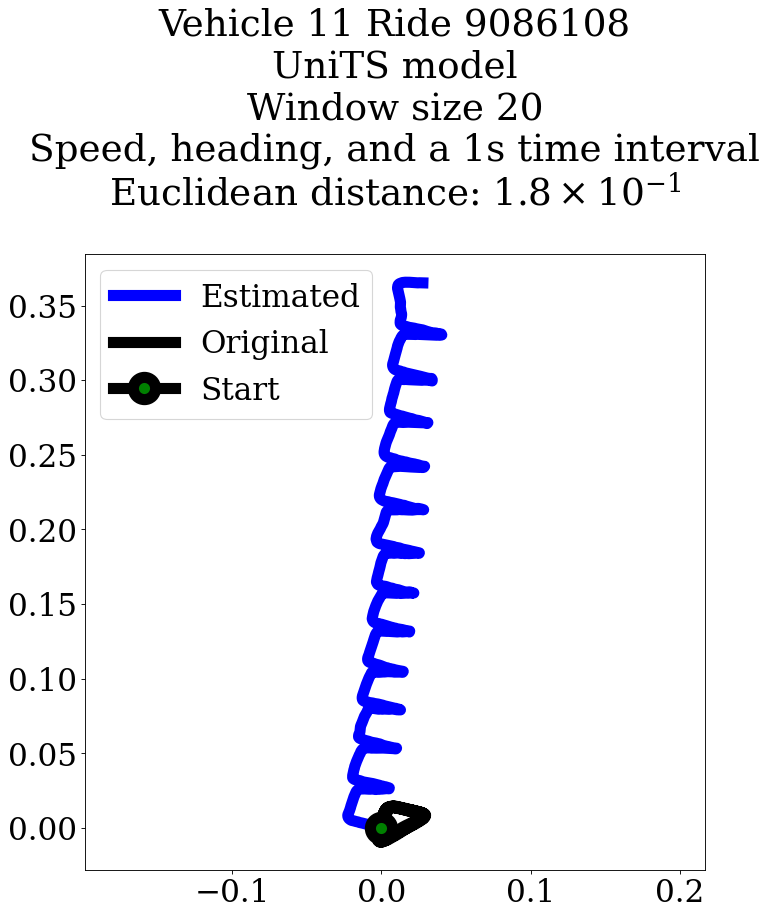 Vehicle 11 Ride 9086108
UniTS model
Window size 20
Speed, heading, and a 1s time interval
Euclidean distance: 1.8 × 10⁻¹
Estimated
Original
Start
0.35
0.30
0.25
0.20
0.15
0.10
0.05
0.00
−0.1
0.0
0.1
0.2